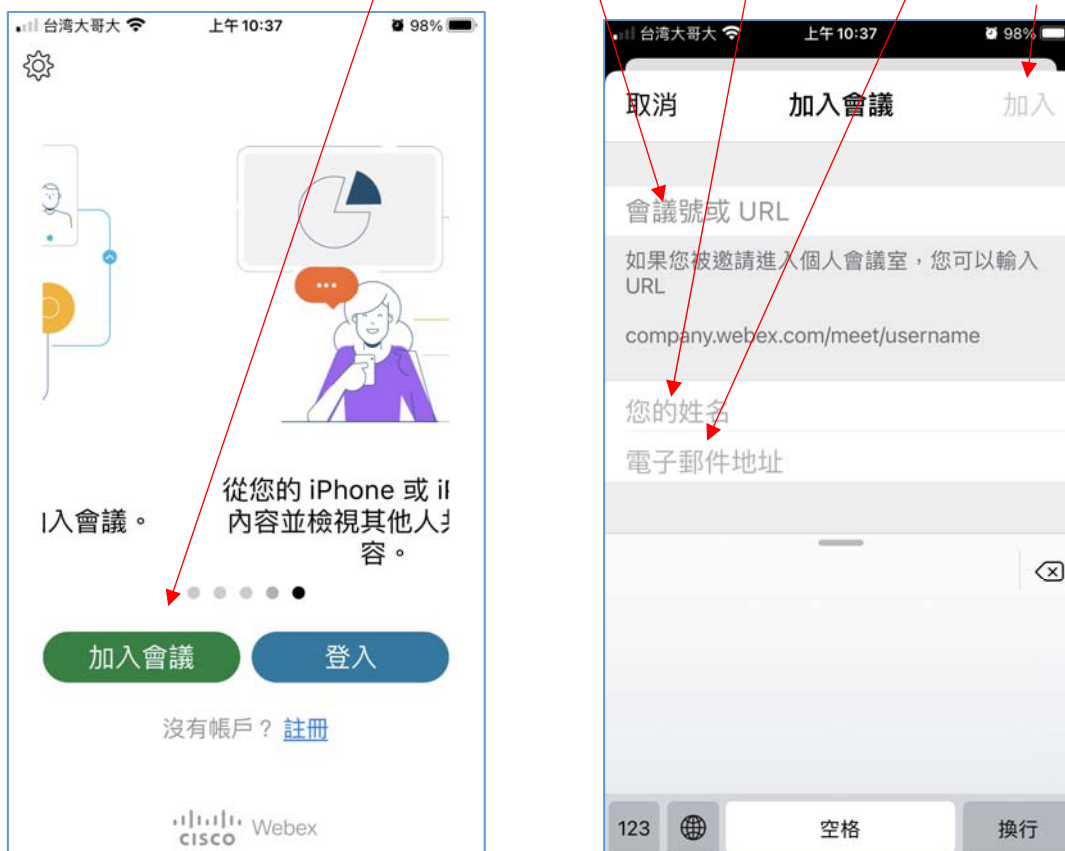 台湾大哥大
上午10:37
98%
入會議。
從您的 iPhone 或 iP
內容並檢視其他人共
容。
加入會議
登入
沒有帳戶？ 註冊
CISCO Webex
台湾大哥大
上午10:37
98%
取消
加入會議
加入
會議號或 URL
如果您被邀請進入個人會議室，您可以輸入
URL
company.webex.com/meet/username
您的姓名
電子郵件地址
123
空格
換行